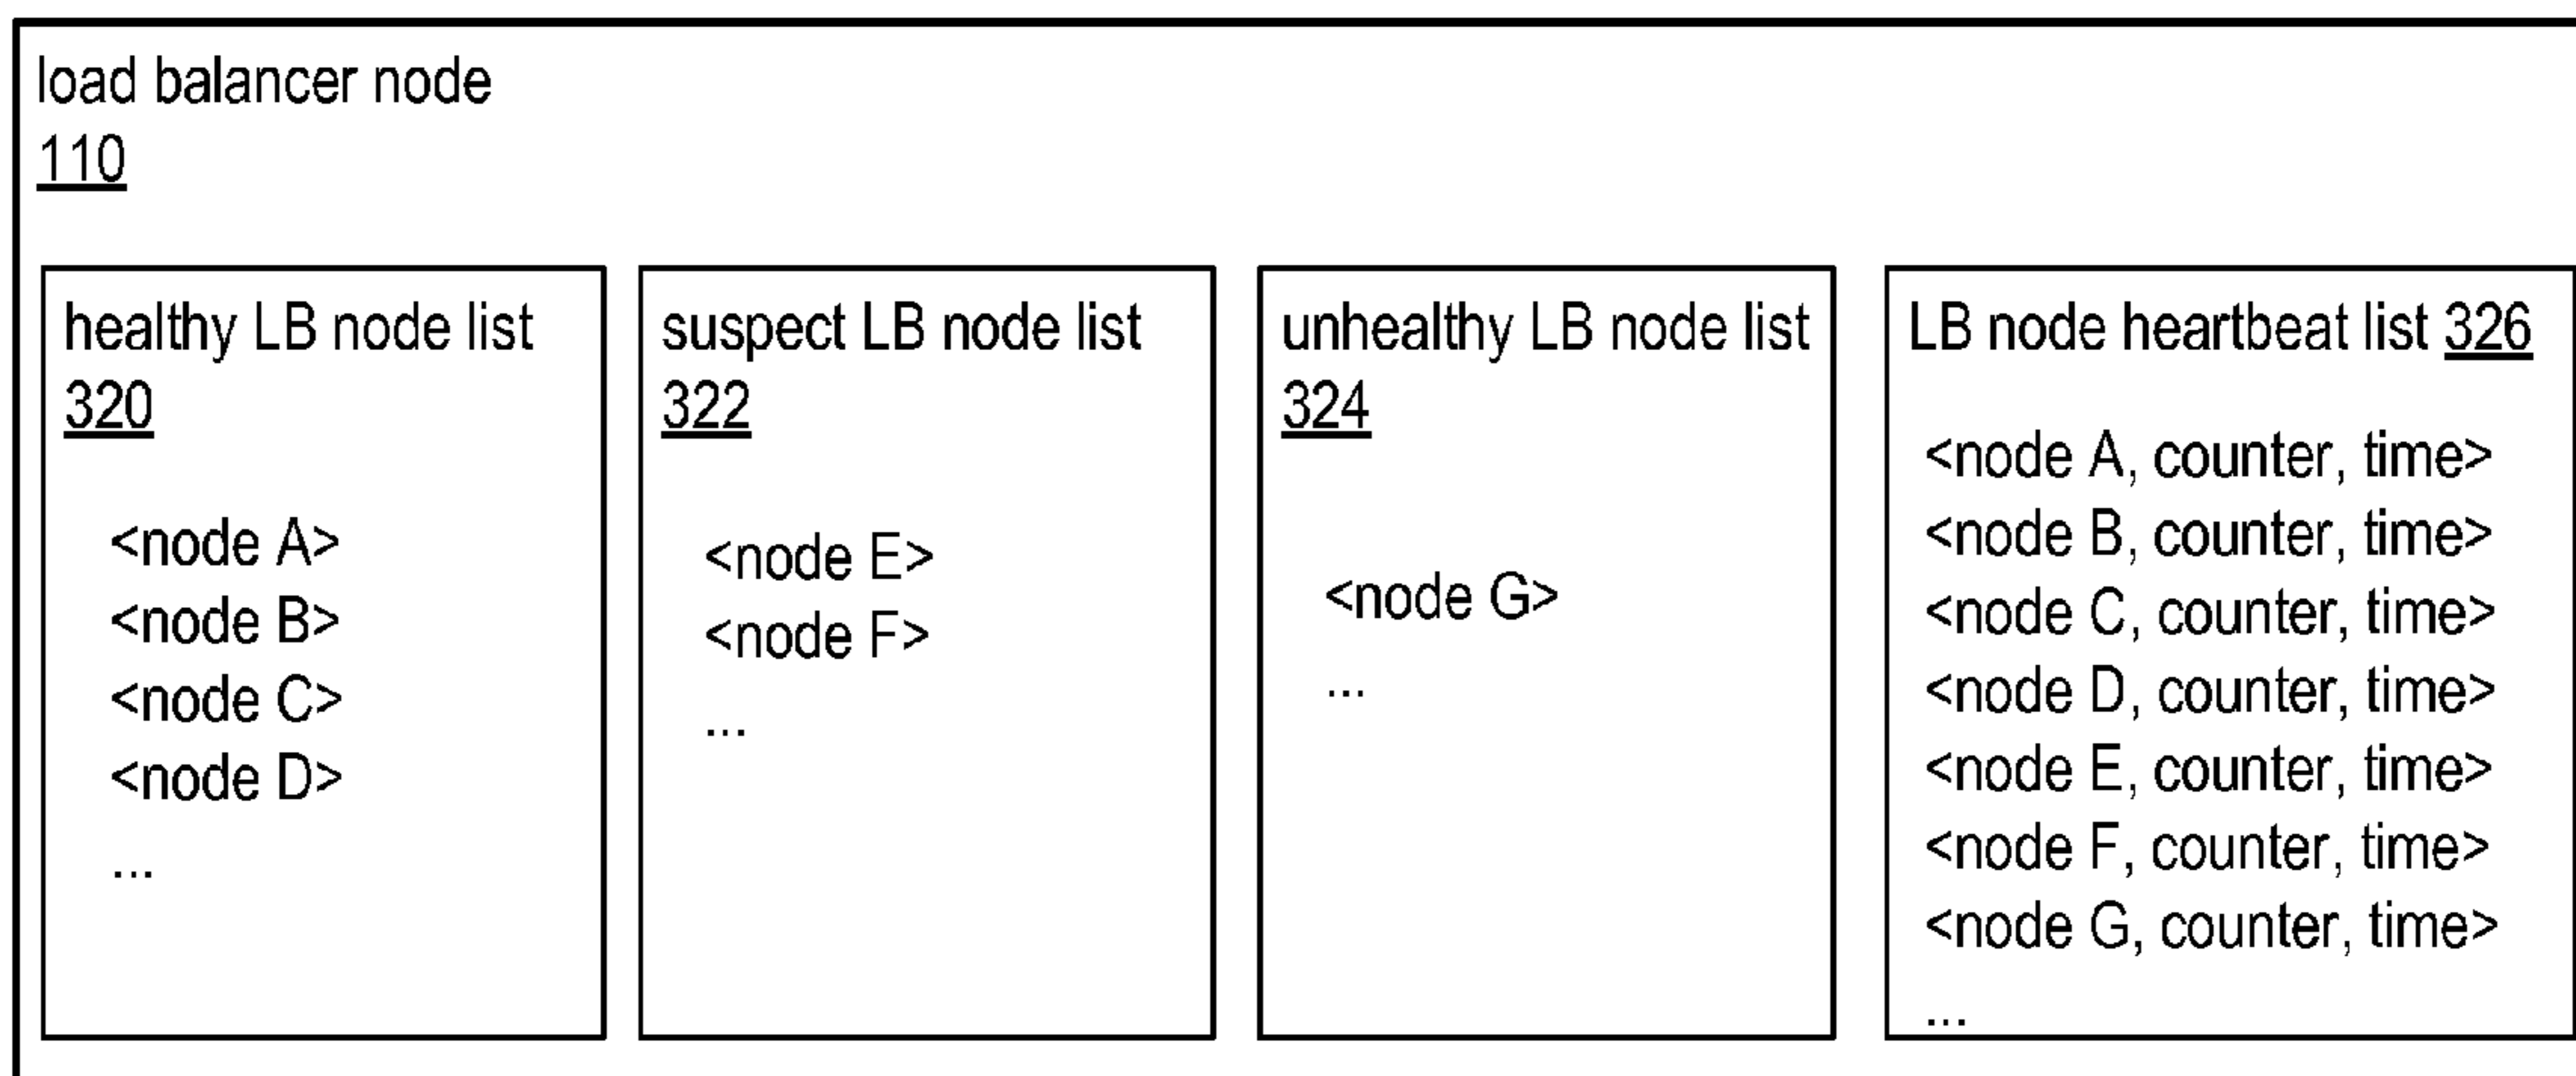 load balancer node
110
healthy LB node list
320
<node A>
<node B>
<node C>
<node D>
...
suspect LB node list
322
<node E>
<node F>
...
unhealthy LB node list
324
<node G>
...
LB node heartbeat list 326
<node A, counter, time>
<node B, counter, time>
<node C, counter, time>
<node D, counter, time>
<node E, counter, time>
<node F, counter, time>
<node G, counter, time>
...